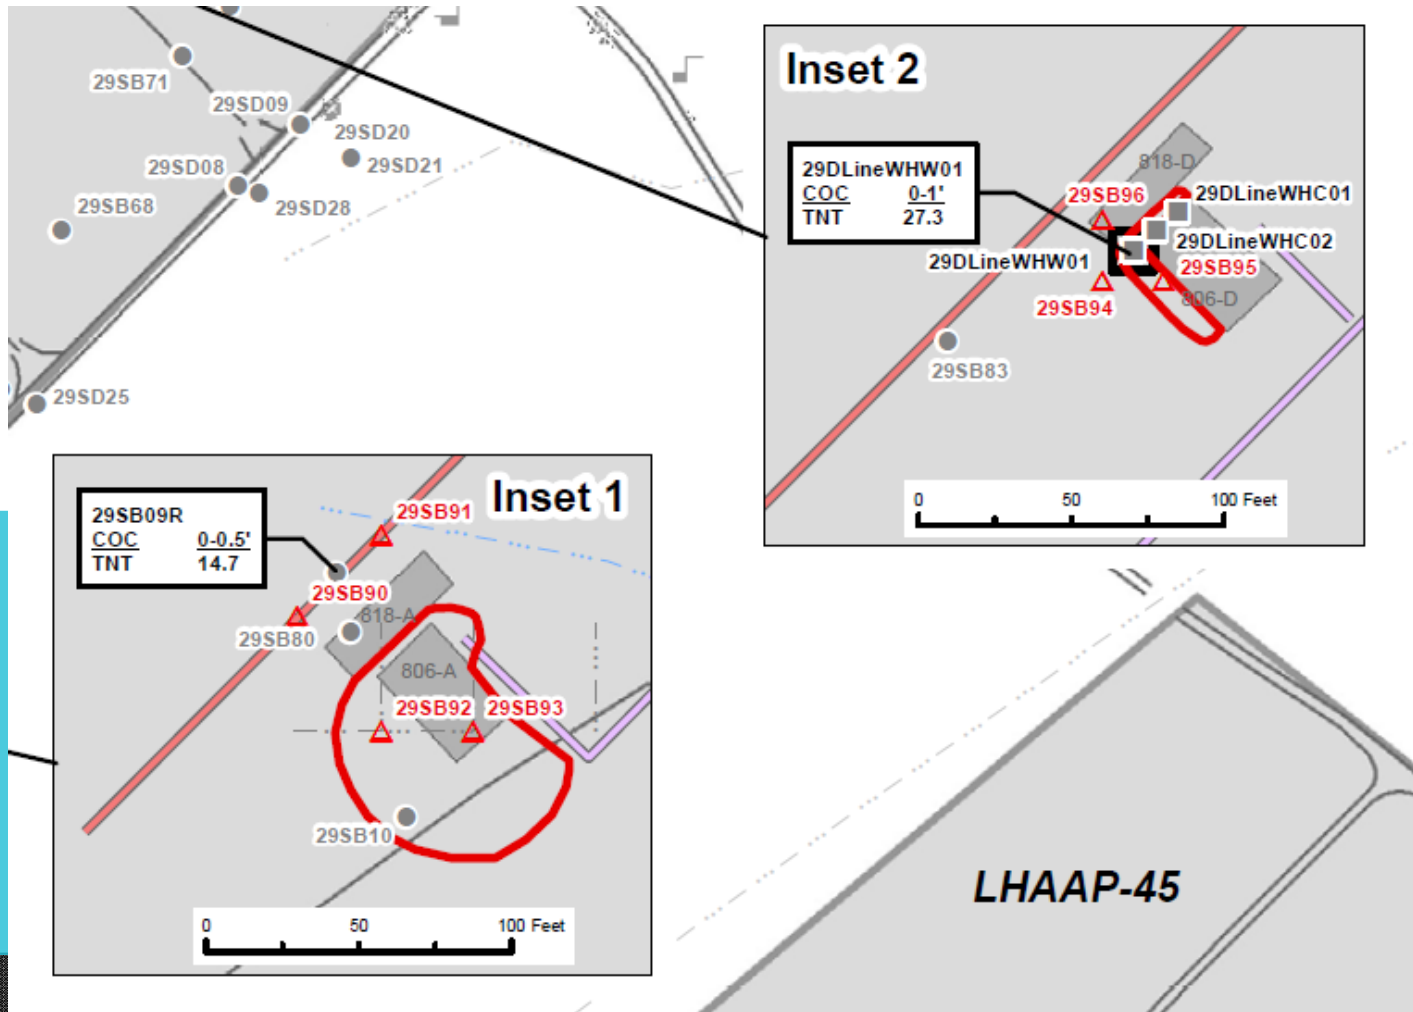 29SB71
29SD09
29SD20
29SD21
29SD08
29SD28
29SB68
29SD25
Inset 2
29DLineWHW01
COC 0-1'
TNT 27.3
818-D
29SB96
29DLineWHC01
29DLineWHC02
29DLineWHW01
29SB95
29SB94
806-D
29SB83
0 50 100 Feet
Inset 1
29SB09R
COC 0-0.5'
TNT 14.7
29SB91
29SB90
818-A
29SB80
806-A
29SB92
29SB93
29SB10
0 50 100 Feet
LHAAP-45